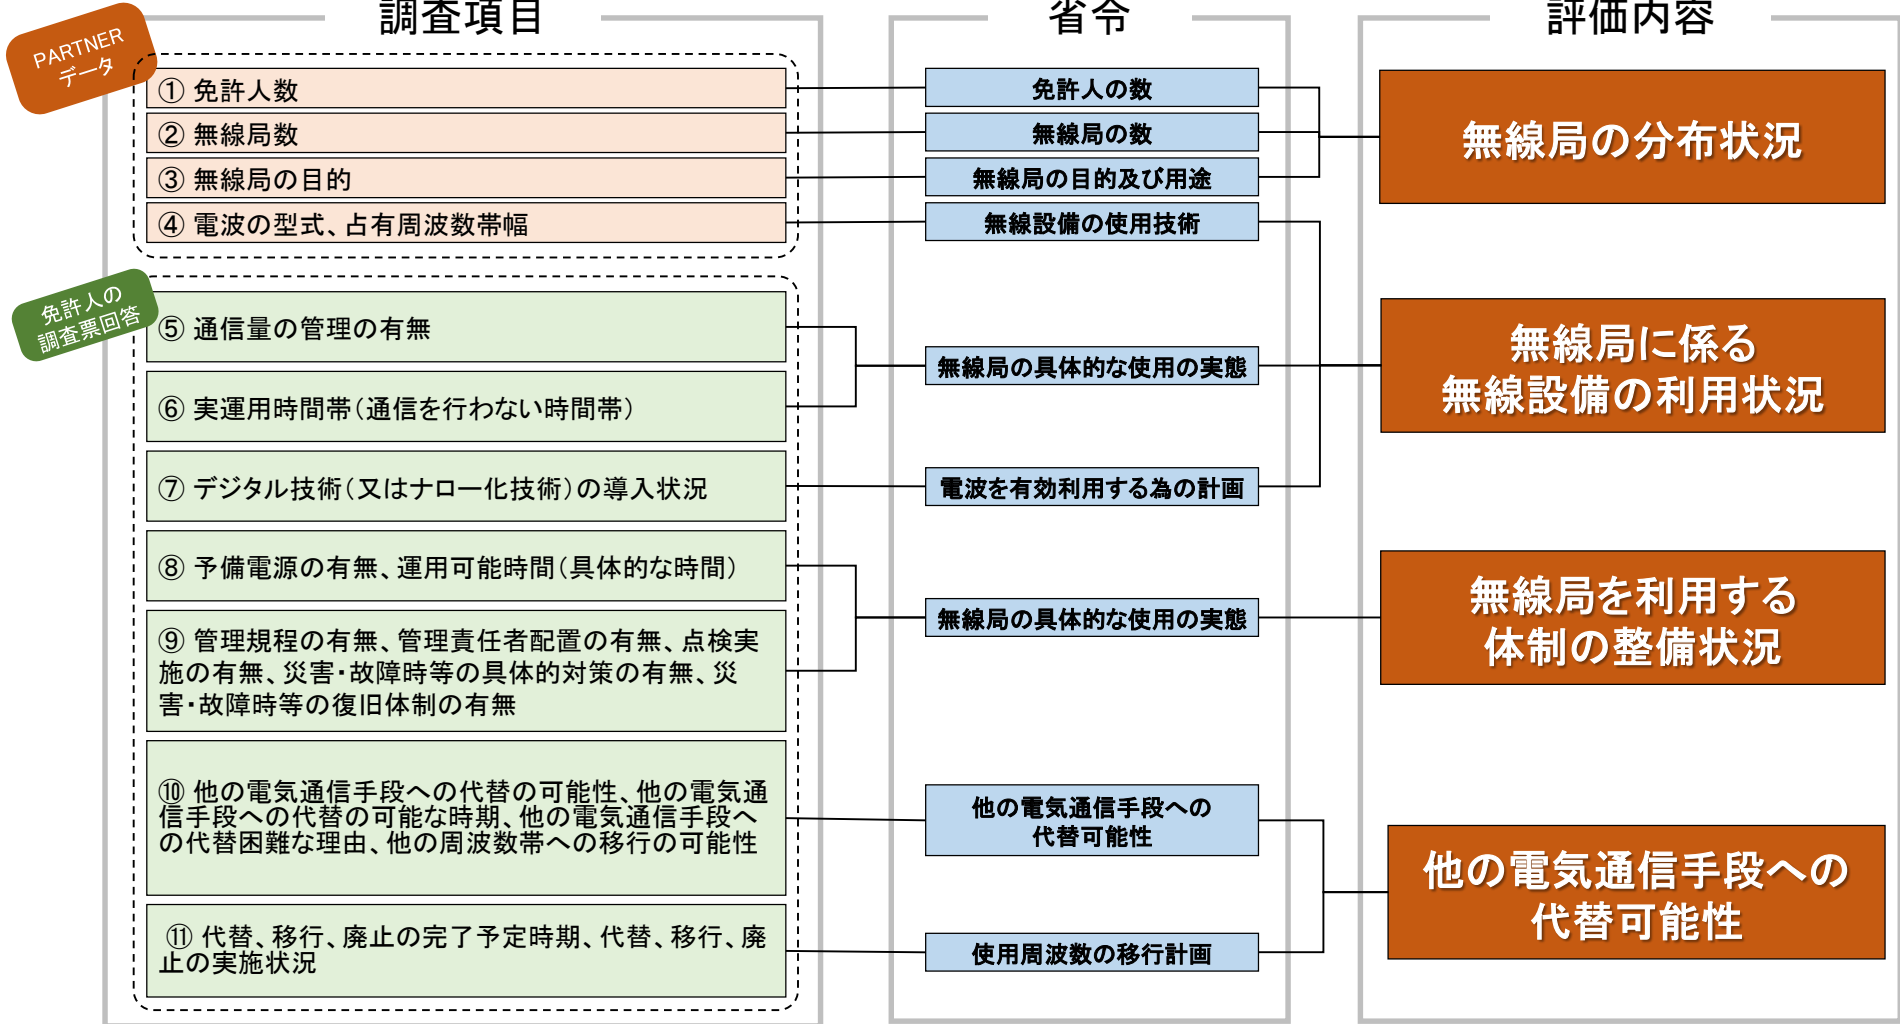 調査項目
省令
評価内容
PARTNER
データ
① 免許人数
② 無線局数
③ 無線局の目的
④ 電波の型式、占有周波数帯幅
免許人の
調査票回答
⑤ 通信量の管理の有無
⑥ 実運用時間帯（通信を行わない時間帯）
⑦ デジタル技術（又はナロー化技術）の導入状況
⑧ 予備電源の有無、運用可能時間（具体的な時間）
⑨ 管理規程の有無、管理責任者配置の有無、点検実
施の有無、災害・故障時等の具体的対策の有無、災
害・故障時等の復旧体制の有無
⑩ 他の電気通信手段への代替の可能性、他の電気通
信手段への代替の可能な時期、他の電気通信手段へ
の代替困難な理由、他の周波数帯への移行の可能性
⑪ 代替、移行、廃止の完了予定時期、代替、移行、廃
止の実施状況
免許人の数
無線局の数
無線局の目的及び用途
無線設備の使用技術
無線局の具体的な使用の実態
電波を有効利用する為の計画
無線局の具体的な使用の実態
他の電気通信手段への
代替可能性
使用周波数の移行計画
無線局の分布状況
無線局に係る
無線設備の利用状況
無線局を利用する
体制の整備状況
他の電気通信手段への
代替可能性